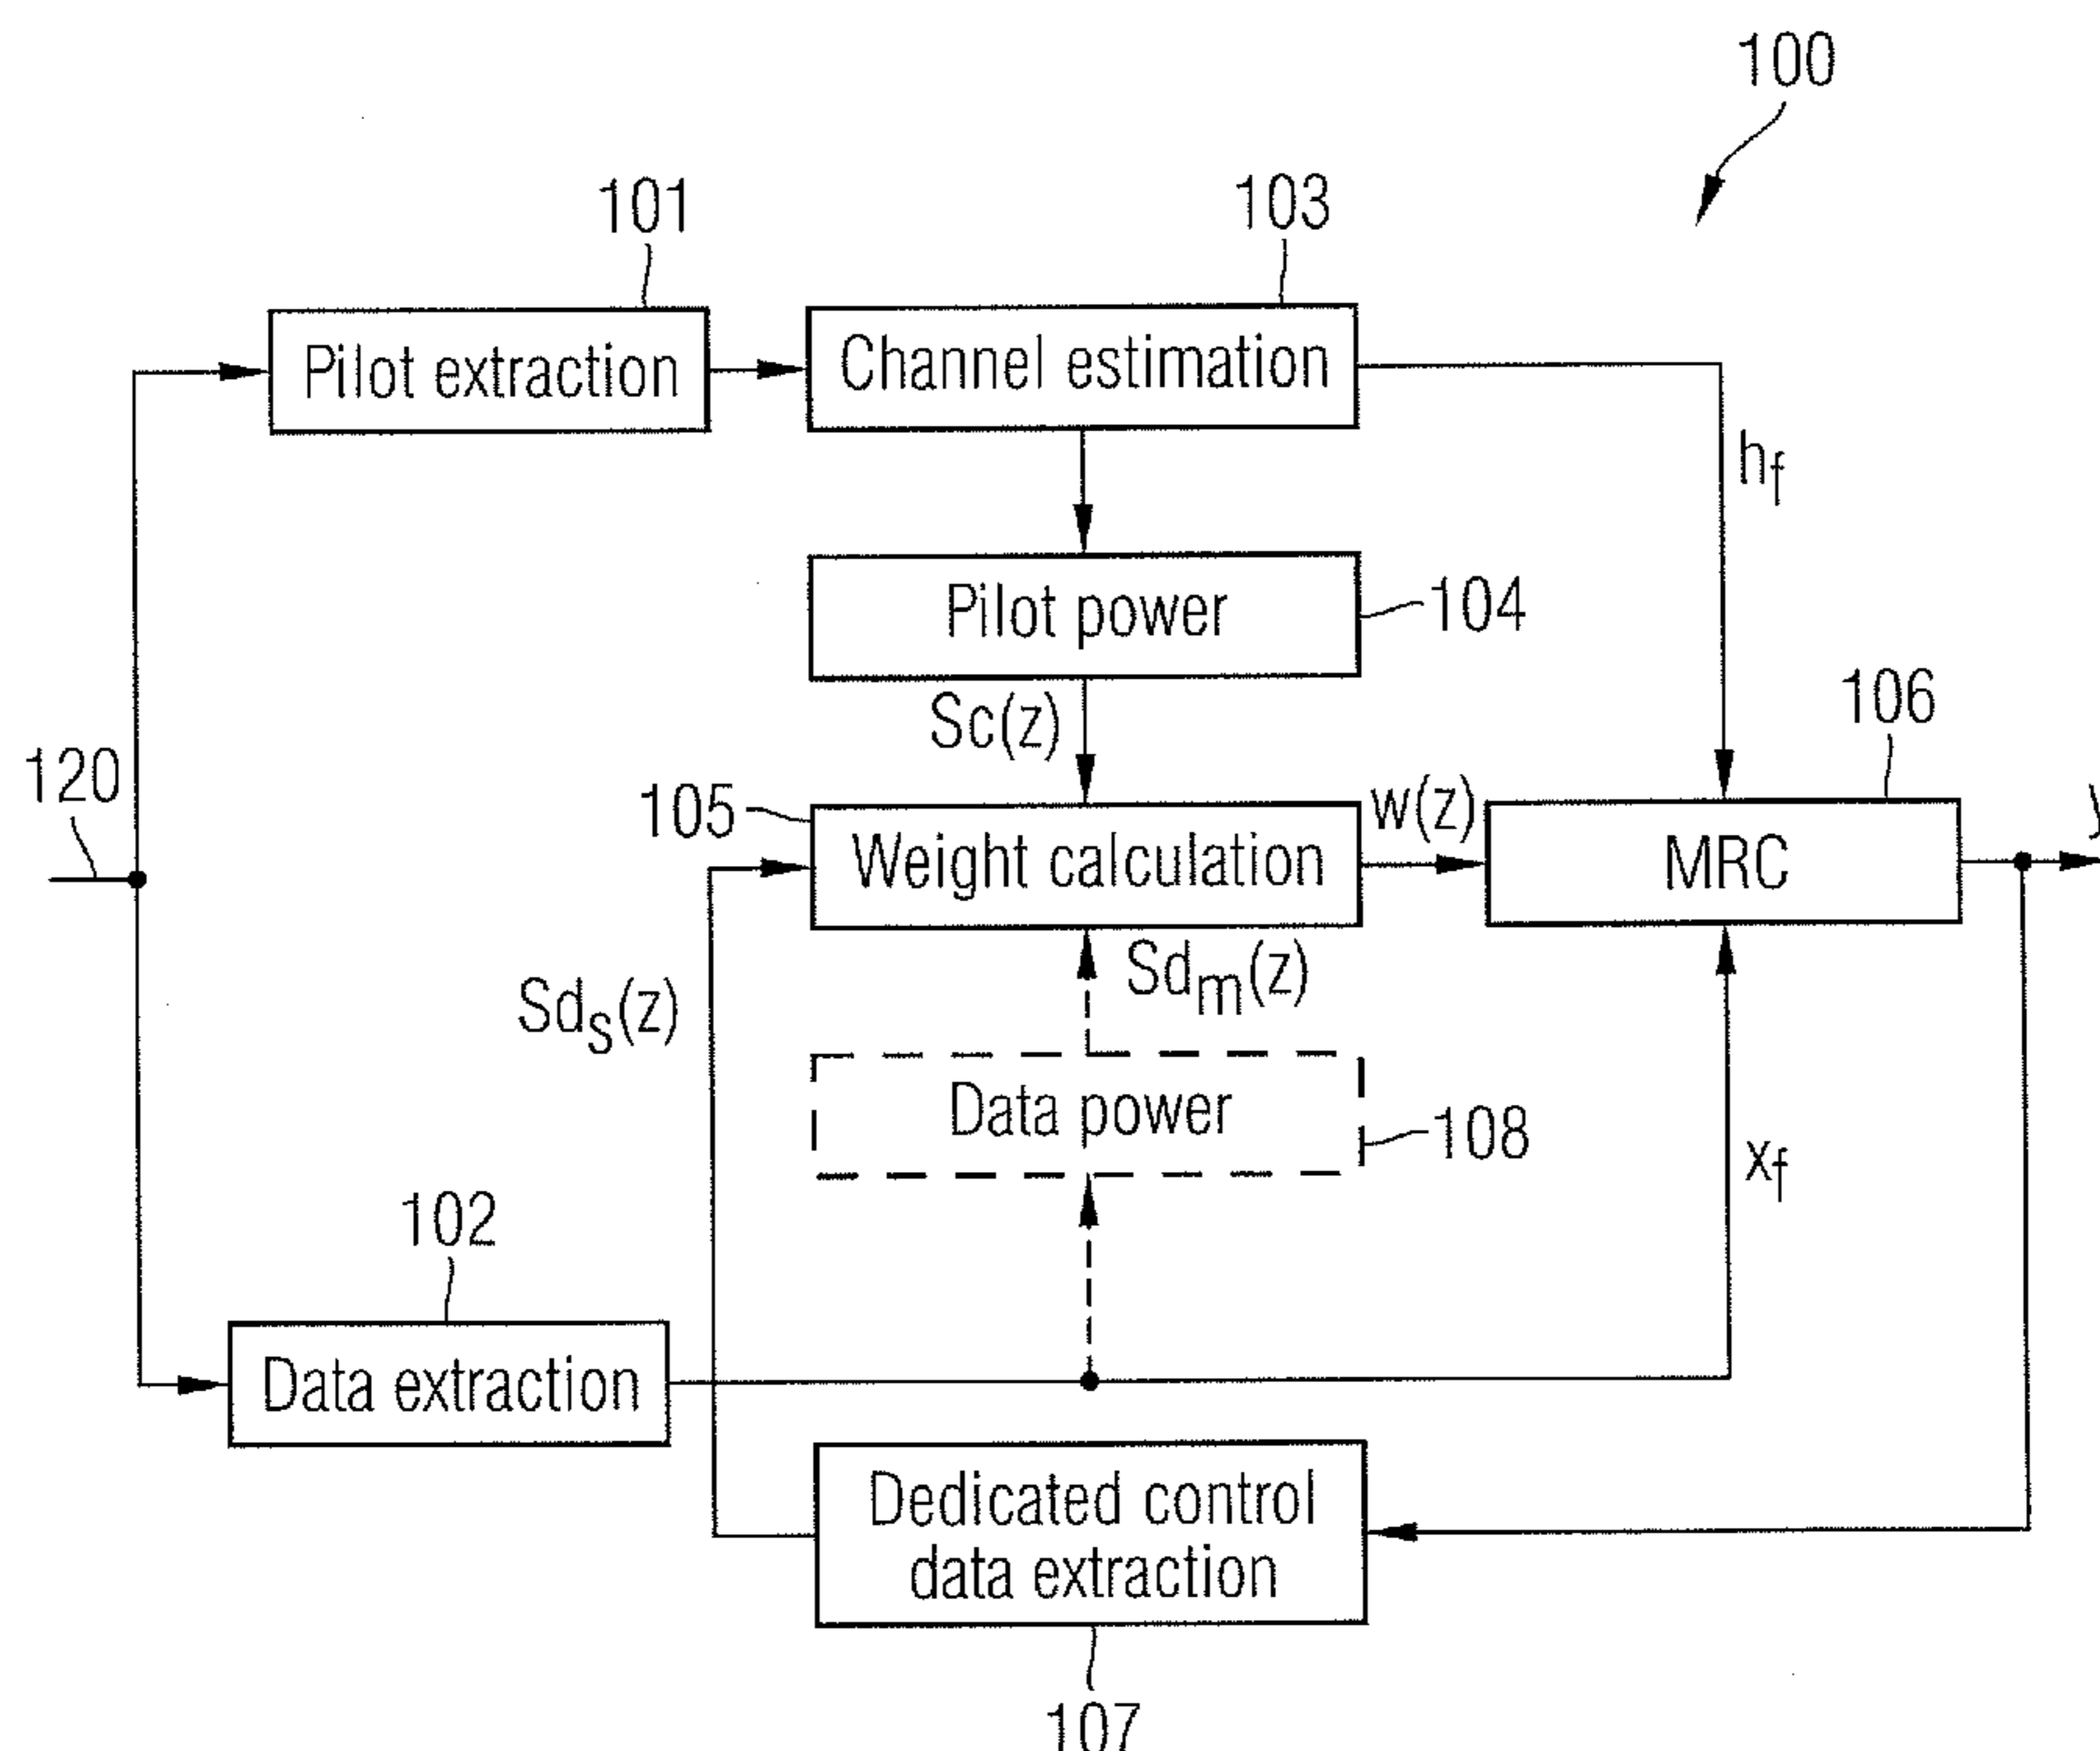 100
101
103
Pilot extraction
Channel estimation
hf
Pilot power
104
Sc(z)
106
120
105
w(z)
y
Weight calculation
MRC
Sds(z)
Sdm(z)
Data power
108
xf
102
Data extraction
Dedicated control
data extraction
107